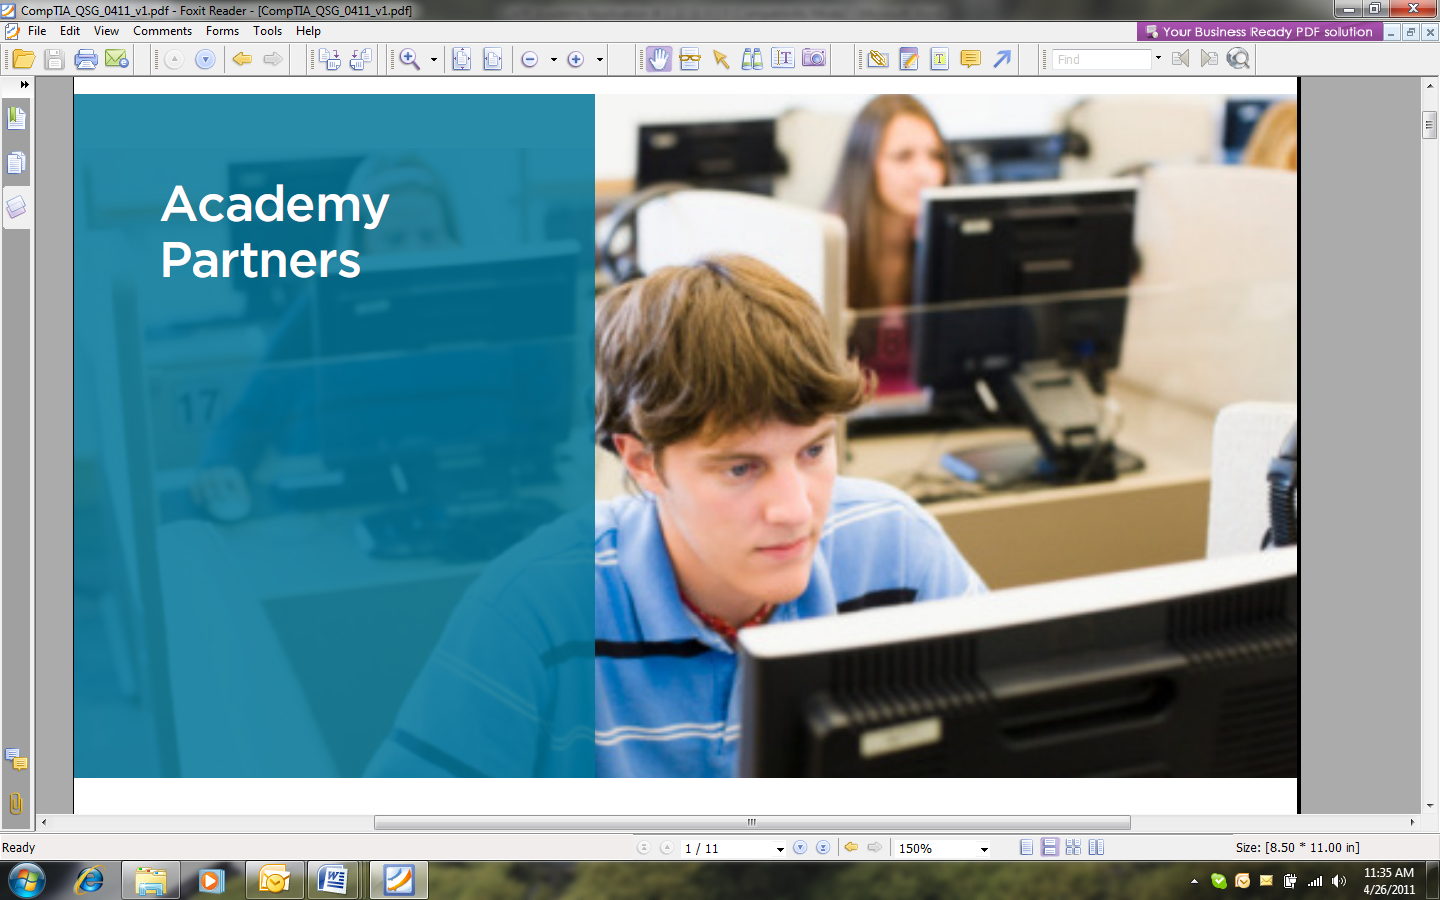 CompTIA_QSG_0411_v1.pdf - Foxit Reader - [CompTIA_QSG_0411_v1.pdf]
File Edit View Comments Forms Tools Help
Your Business Ready PDF solution
Find
Academy
Partners
17
Ready
1 / 11
150%
Size: [8.50 * 11.00 in]
11:35 AM
4/26/2011